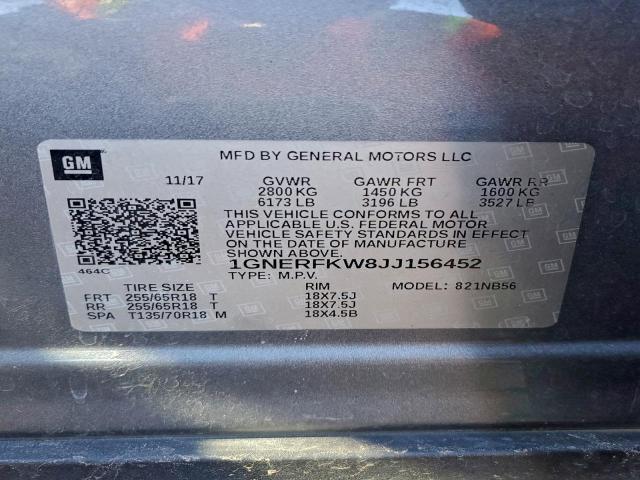 GM
MFD BY GENERAL MOTORS LLC
11/17 GVWR GAWR FRT GAWR RR
2800 KG 1450 KG 1600 KG
6173 LB 3196 LB 3527 LB
THIS VEHICLE CONFORMS TO ALL
APPLICABLE U.S. FEDERAL MOTOR
VEHICLE SAFETY STANDARDS IN EFFECT
ON THE DATE OF MANUFACTURE
SHOWN ABOVE.
464C 1GNERFKW8JJ156452
TYPE: M.P.V. MODEL: 821NB56
TIRE SIZE RIM
FRT 255/65R18 T 18X7.5J
RR 255/65R18 T 18X7.5J
SPA T135/70R18 M 18X4.5B